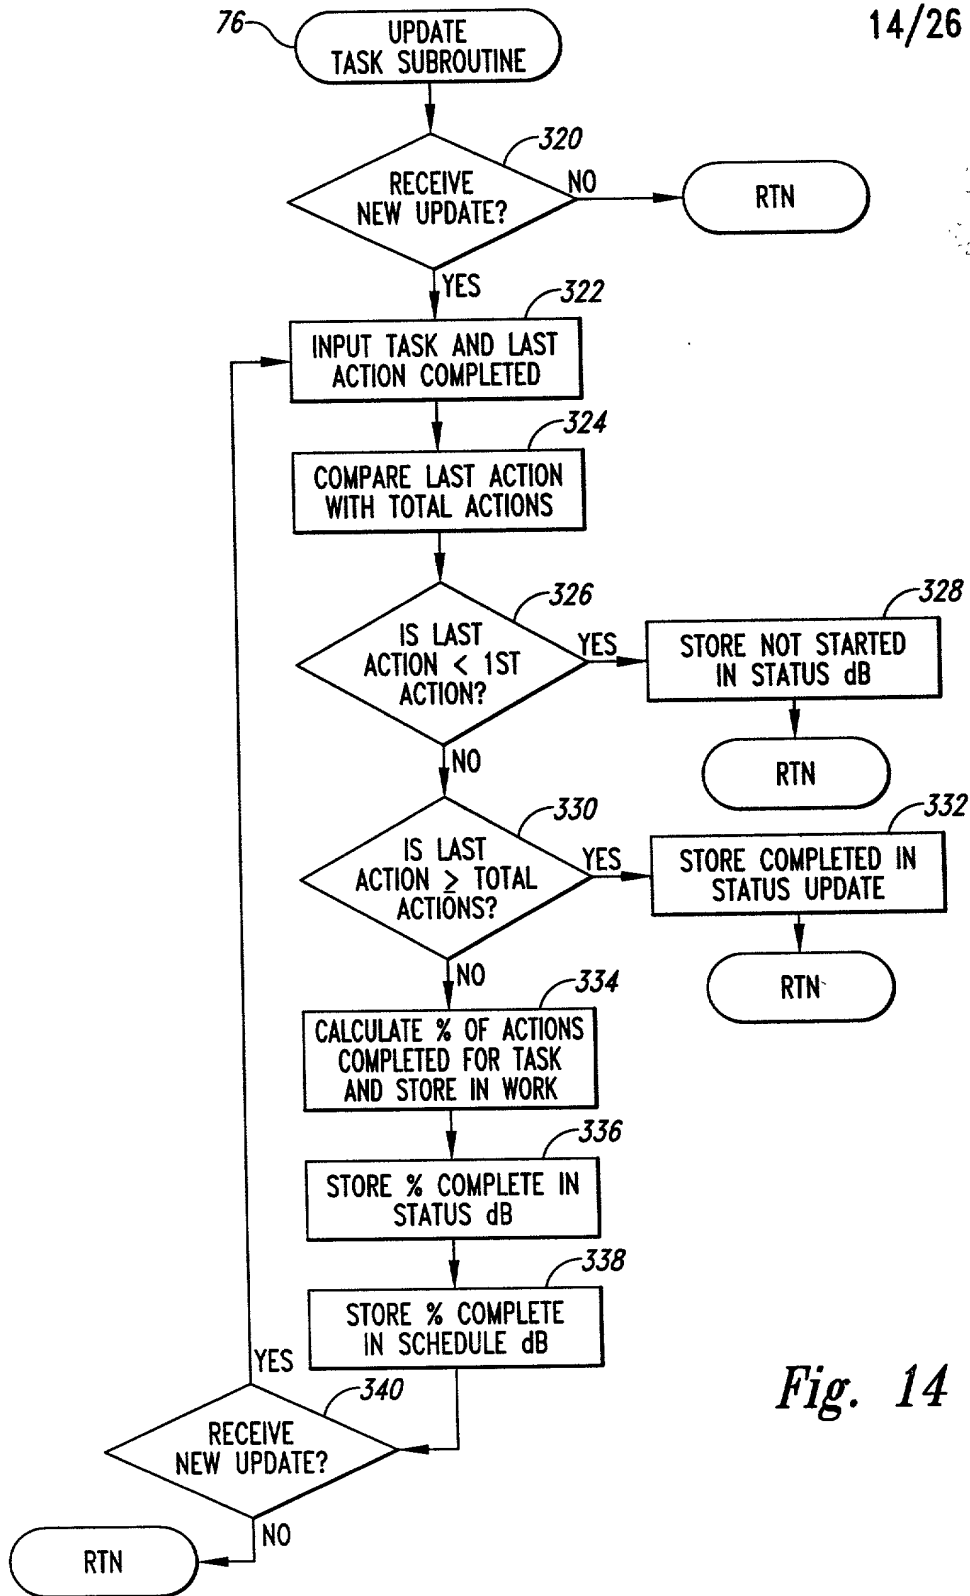 14/26
76
UPDATE
TASK SUBROUTINE
320
RECEIVE
NEW UPDATE?
NO
RTN
YES
322
INPUT TASK AND LAST
ACTION COMPLETED
324
COMPARE LAST ACTION
WITH TOTAL ACTIONS
326
IS LAST
ACTION < 1ST
ACTION?
YES
328
STORE NOT STARTED
IN STATUS dB
RTN
NO
330
IS LAST
ACTION ≥ TOTAL
ACTIONS?
YES
332
STORE COMPLETED IN
STATUS UPDATE
RTN
NO
334
CALCULATE % OF ACTIONS
COMPLETED FOR TASK
AND STORE IN WORK
336
STORE % COMPLETE IN
STATUS dB
338
STORE % COMPLETE
IN SCHEDULE dB
YES
340
RECEIVE
NEW UPDATE?
NO
RTN
Fig. 14